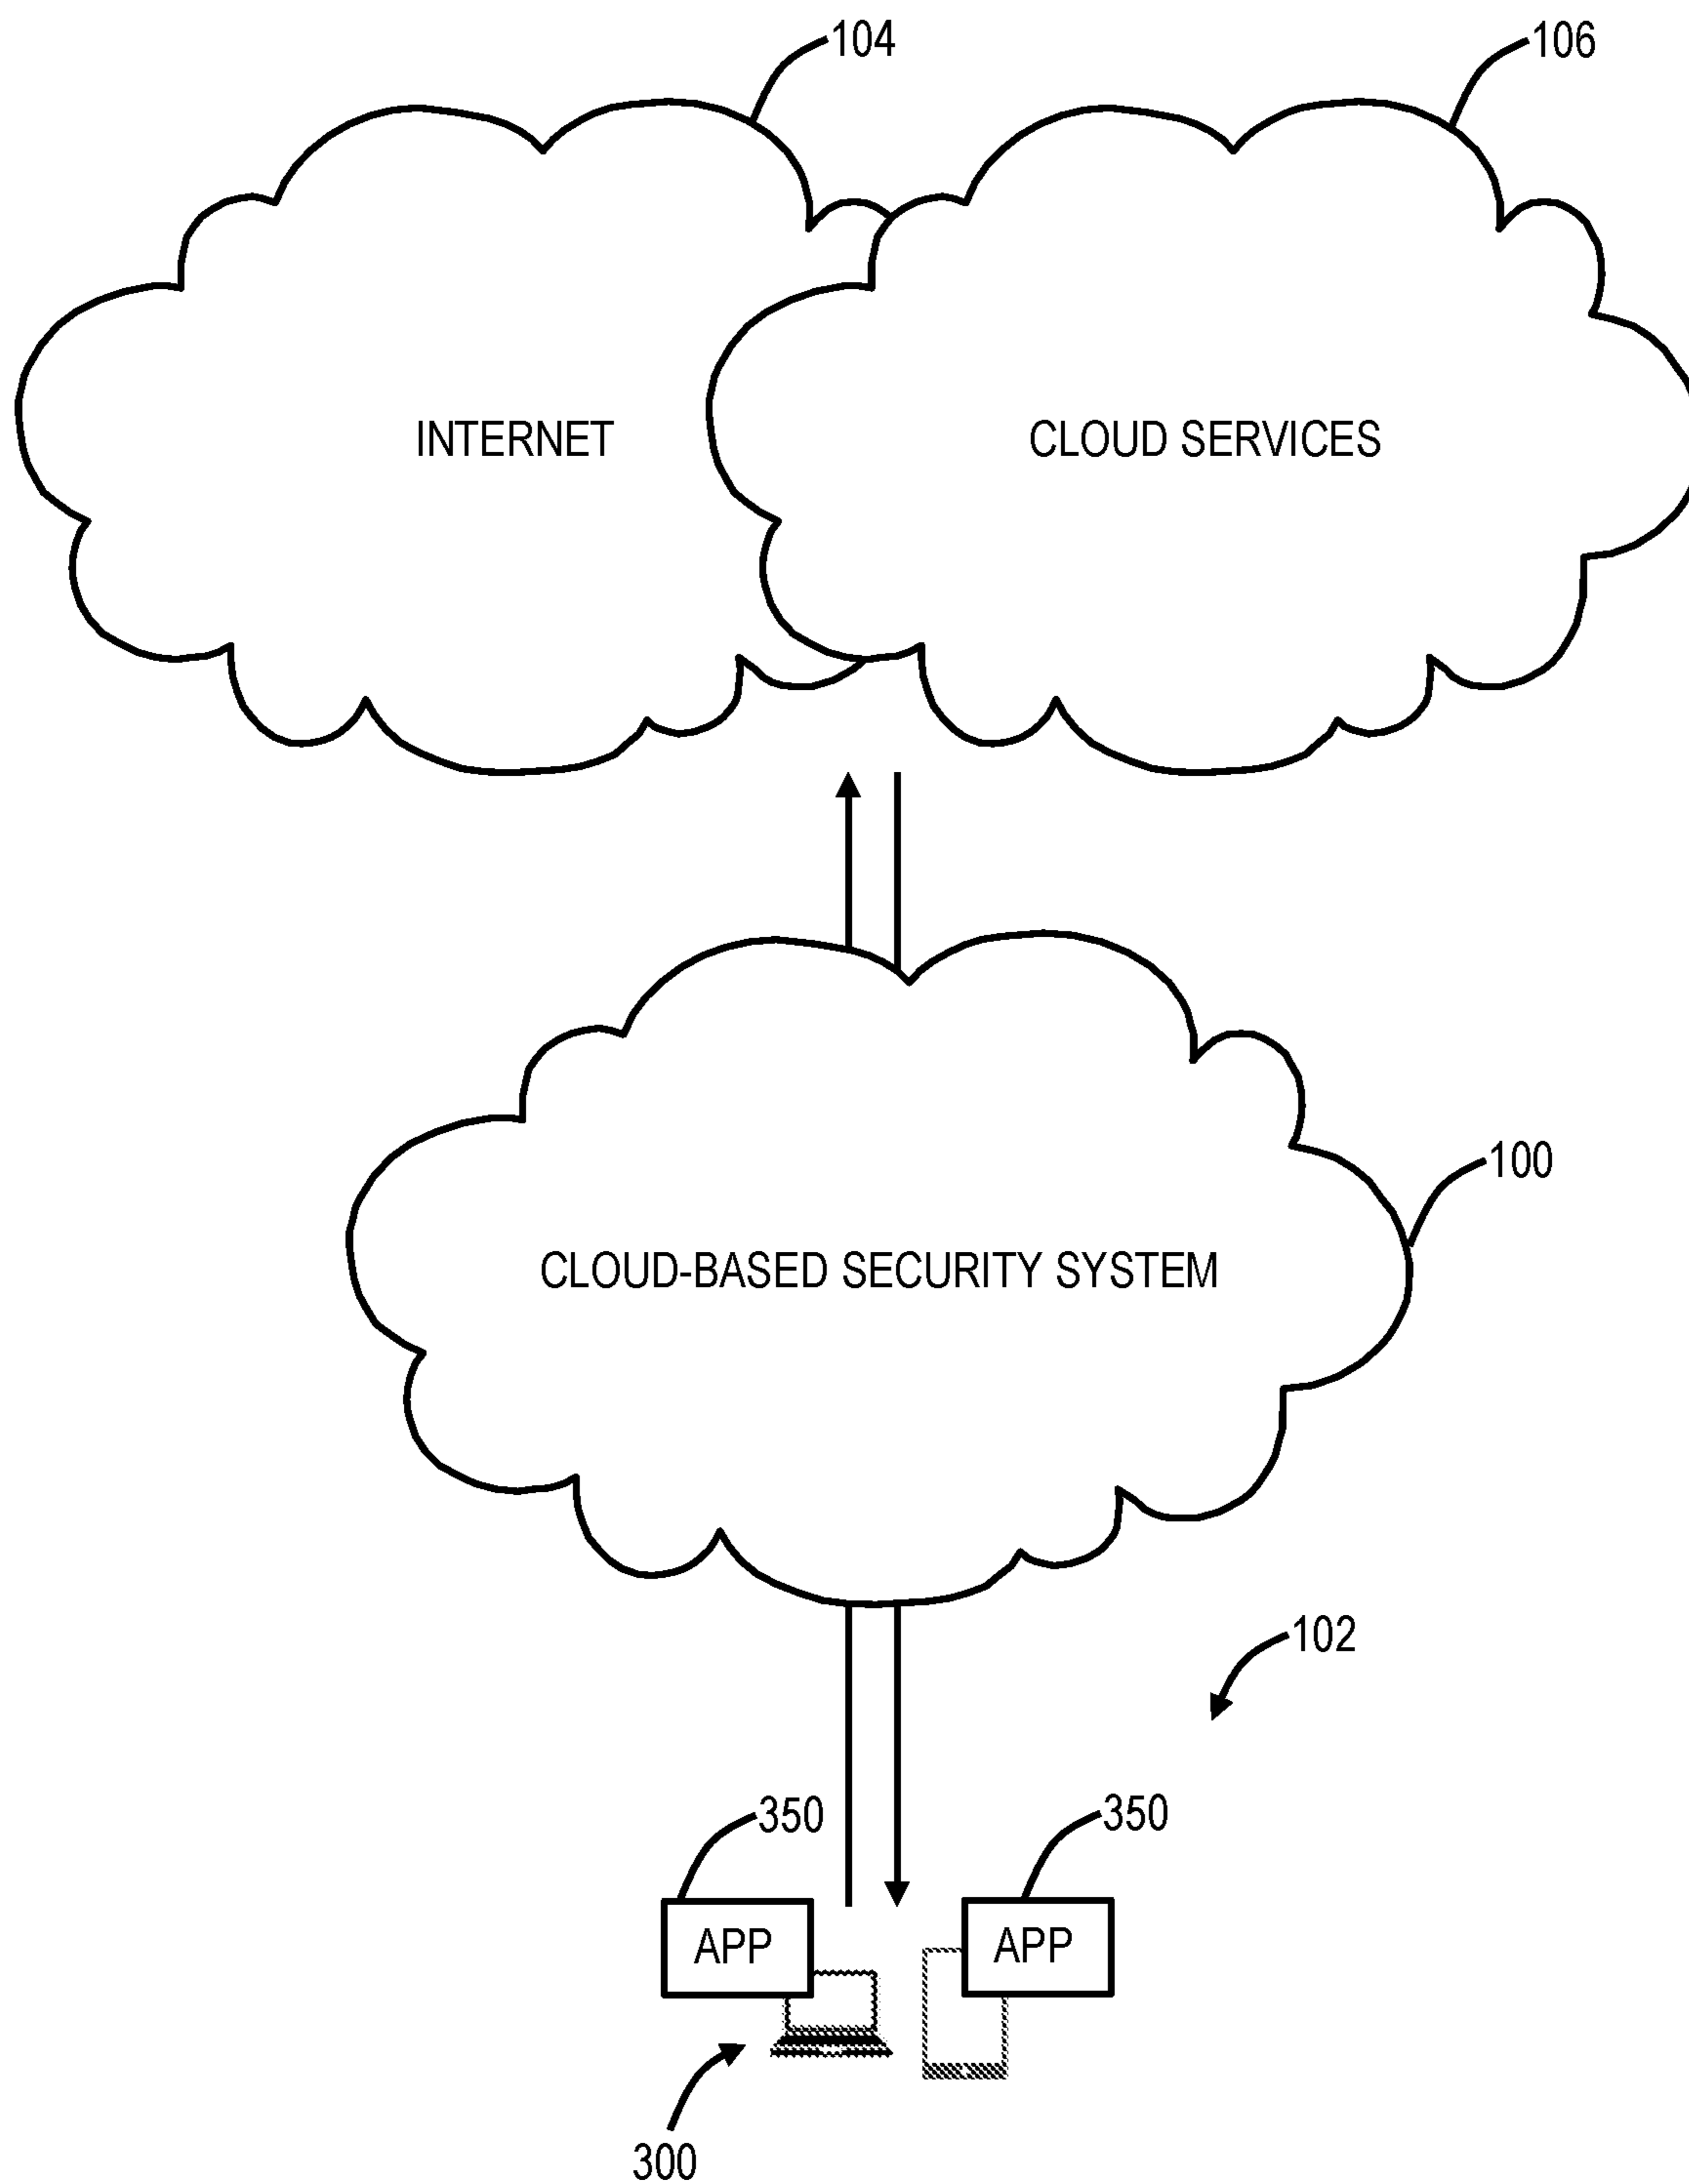 104
106
INTERNET
CLOUD SERVICES
100
CLOUD-BASED SECURITY SYSTEM
102
350
350
APP
APP
300